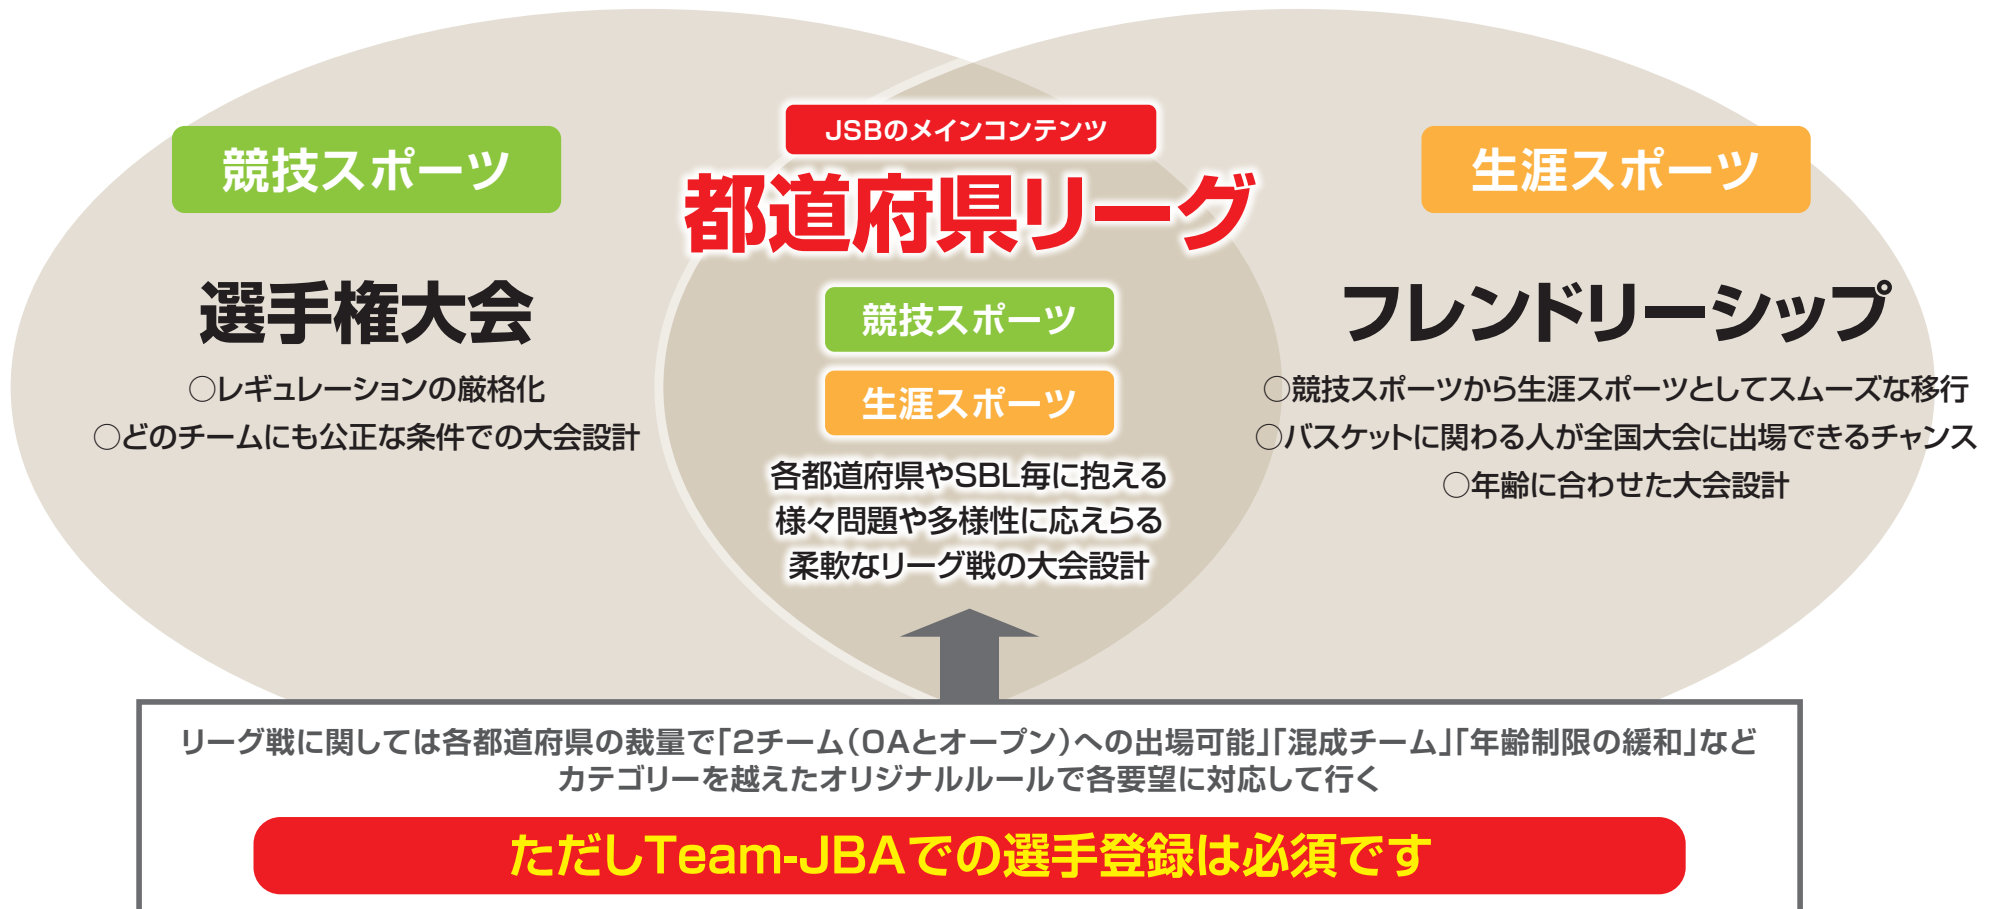 競技スポーツ
選手権大会
○レギュレーションの厳格化
○どのチームにも公正な条件での大会設計
JSBのメインコンテンツ
都道府県リーグ
競技スポーツ
生涯スポーツ
各都道府県やSBL毎に抱える
様々問題や多様性に応えらる
柔軟なリーグ戦の大会設計
生涯スポーツ
フレンドリーシップ
○競技スポーツから生涯スポーツとしてスムーズな移行
○バスケットに関わる人が全国大会に出場できるチャンス
○年齢に合わせた大会設計
リーグ戦に関しては各都道府県の裁量で「2チーム（OAとオープン）への出場可能」「混成チーム」「年齢制限の緩和」など
カテゴリーを越えたオリジナルルールで各要望に対応して行く
ただしTeam-JBAでの選手登録は必須です